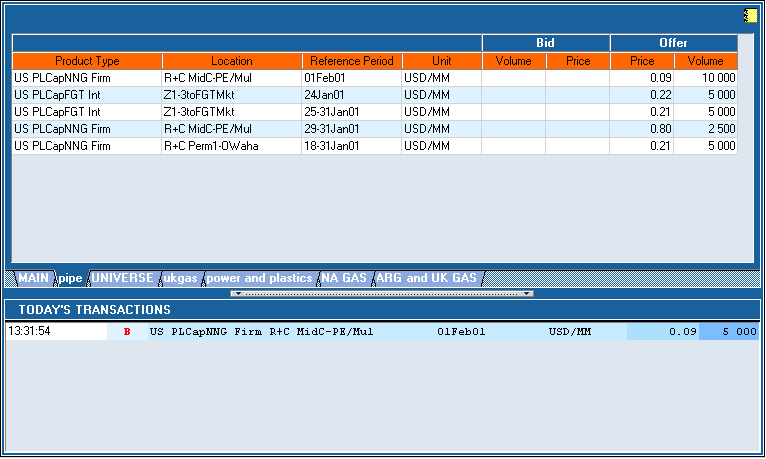 Bid Offer
Product Type Location Reference Period Unit Volume Price Price Volume
US PLCapNNG Firm R+C MidC-PE/Mul 01Feb01 USD/MM 0.09 10 000
US PLCapFGT Int Z1-3toFGTMkt 24Jan01 USD/MM 0.22 5 000
US PLCapFGT Int Z1-3toFGTMkt 25-31Jan01 USD/MM 0.21 5 000
US PLCapNNG Firm R+C MidC-PE/Mul 29-31Jan01 USD/MM 0.80 2 500
US PLCapNNG Firm R+C Perm1-OWaha 18-31Jan01 USD/MM 0.21 5 000
MAIN pipe UNIVERSE ukgas power and plastics NA GAS ARG and UK GAS
TODAY'S TRANSACTIONS
13:31:54 B US PLCapNNG Firm R+C MidC-PE/Mul 01Feb01 USD/MM 0.09 5 000